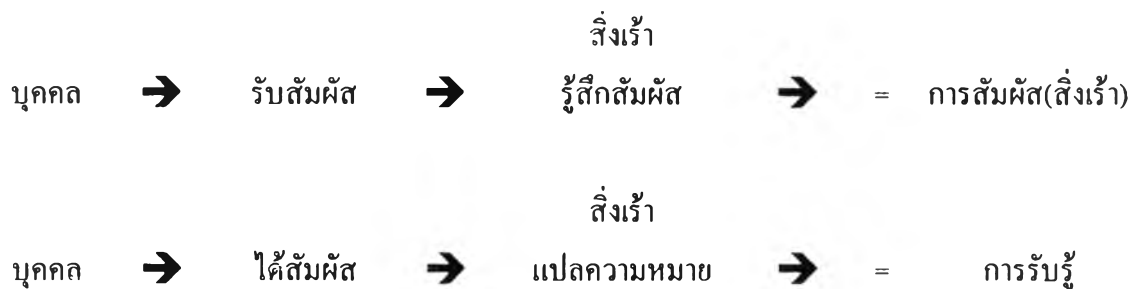 สิ่งเร้า
บุคคล ➔ รับสัมผัส ➔ รู้สึกสัมผัส ➔ = การสัมผัส(สิ่งเร้า)
สิ่งเร้า
บุคคล ➔ ได้สัมผัส ➔ แปลความหมาย ➔ = การรับรู้